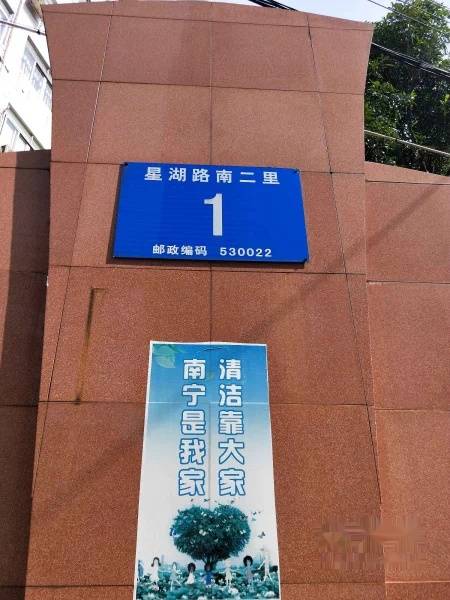 星湖路南二里
1
邮政编码 530022
南宁是我家
清洁靠大家